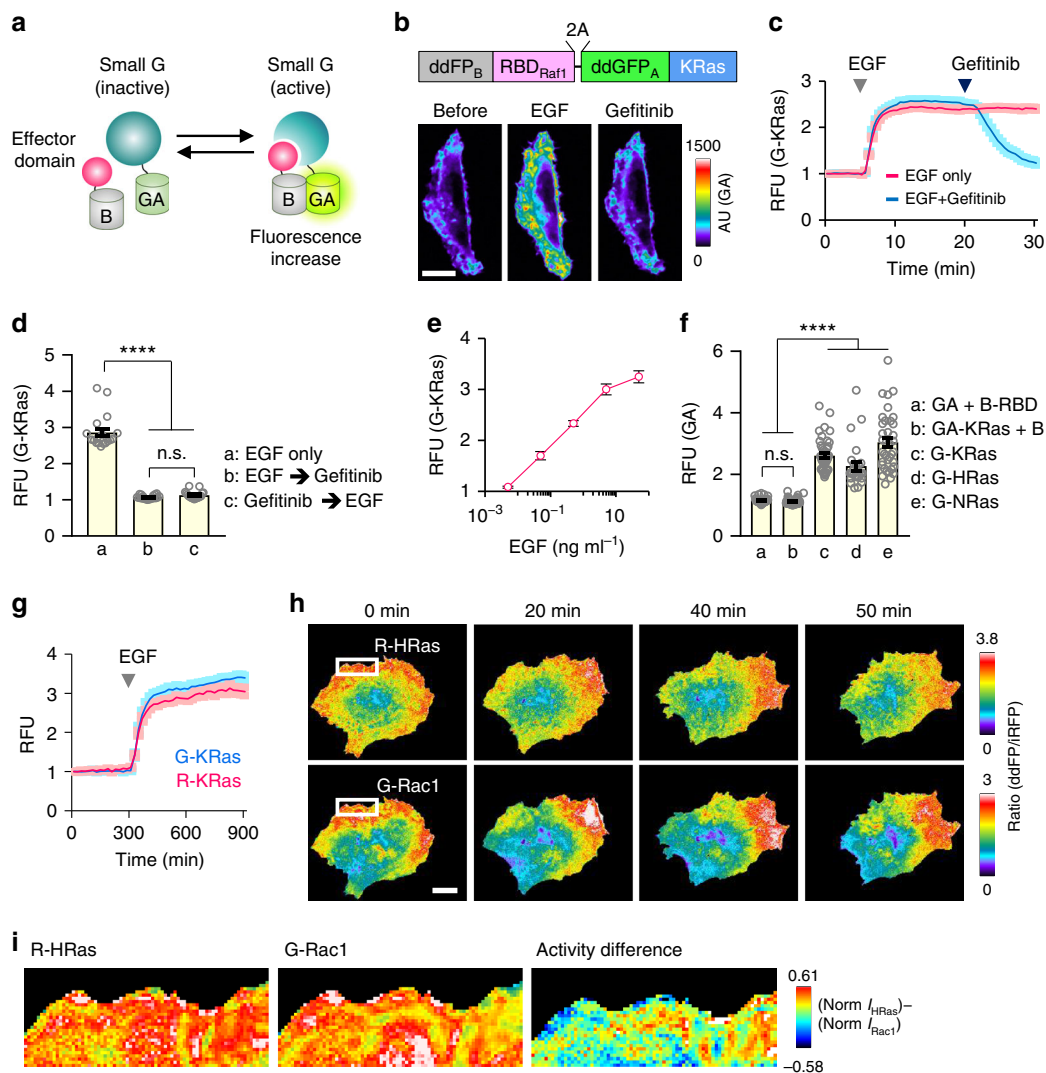 a
Small G
(inactive)
Small G
(active)
Effector
domain
B
GA
B
GA
Fluorescence
increase
b
2A
ddFPB
RBDRaf1
ddGFPA
KRas
Before
EGF
Gefitinib
1500
AU (GA)
0
c
EGF
Gefitinib
RFU (G-KRas)
3
2
1
0
EGF only
EGF+Gefitinib
0
10
20
30
Time (min)
d
RFU (G-KRas)
5
4
3
2
1
0
****
n.s.
a
b
c
a: EGF only
b: EGF ➔ Gefitinib
c: Gefitinib ➔ EGF
e
RFU (G-KRas)
4
3
2
1
10−3
10−1
10
EGF (ng ml−1)
f
RFU (GA)
6
4
2
0
****
n.s.
a
b
c
d
e
a: GA + B-RBD
b: GA-KRas + B
c: G-KRas
d: G-HRas
e: G-NRas
g
RFU
4
3
2
1
0
EGF
G-KRas
R-KRas
0
300
600
900
Time (min)
h
0 min
20 min
40 min
50 min
R-HRas
G-Rac1
3.8
0
3
0
Ratio (ddFP/iRFP)
i
R-HRas
G-Rac1
Activity difference
0.61
(Norm IHRas)–
(Norm IRac1)
−0.58